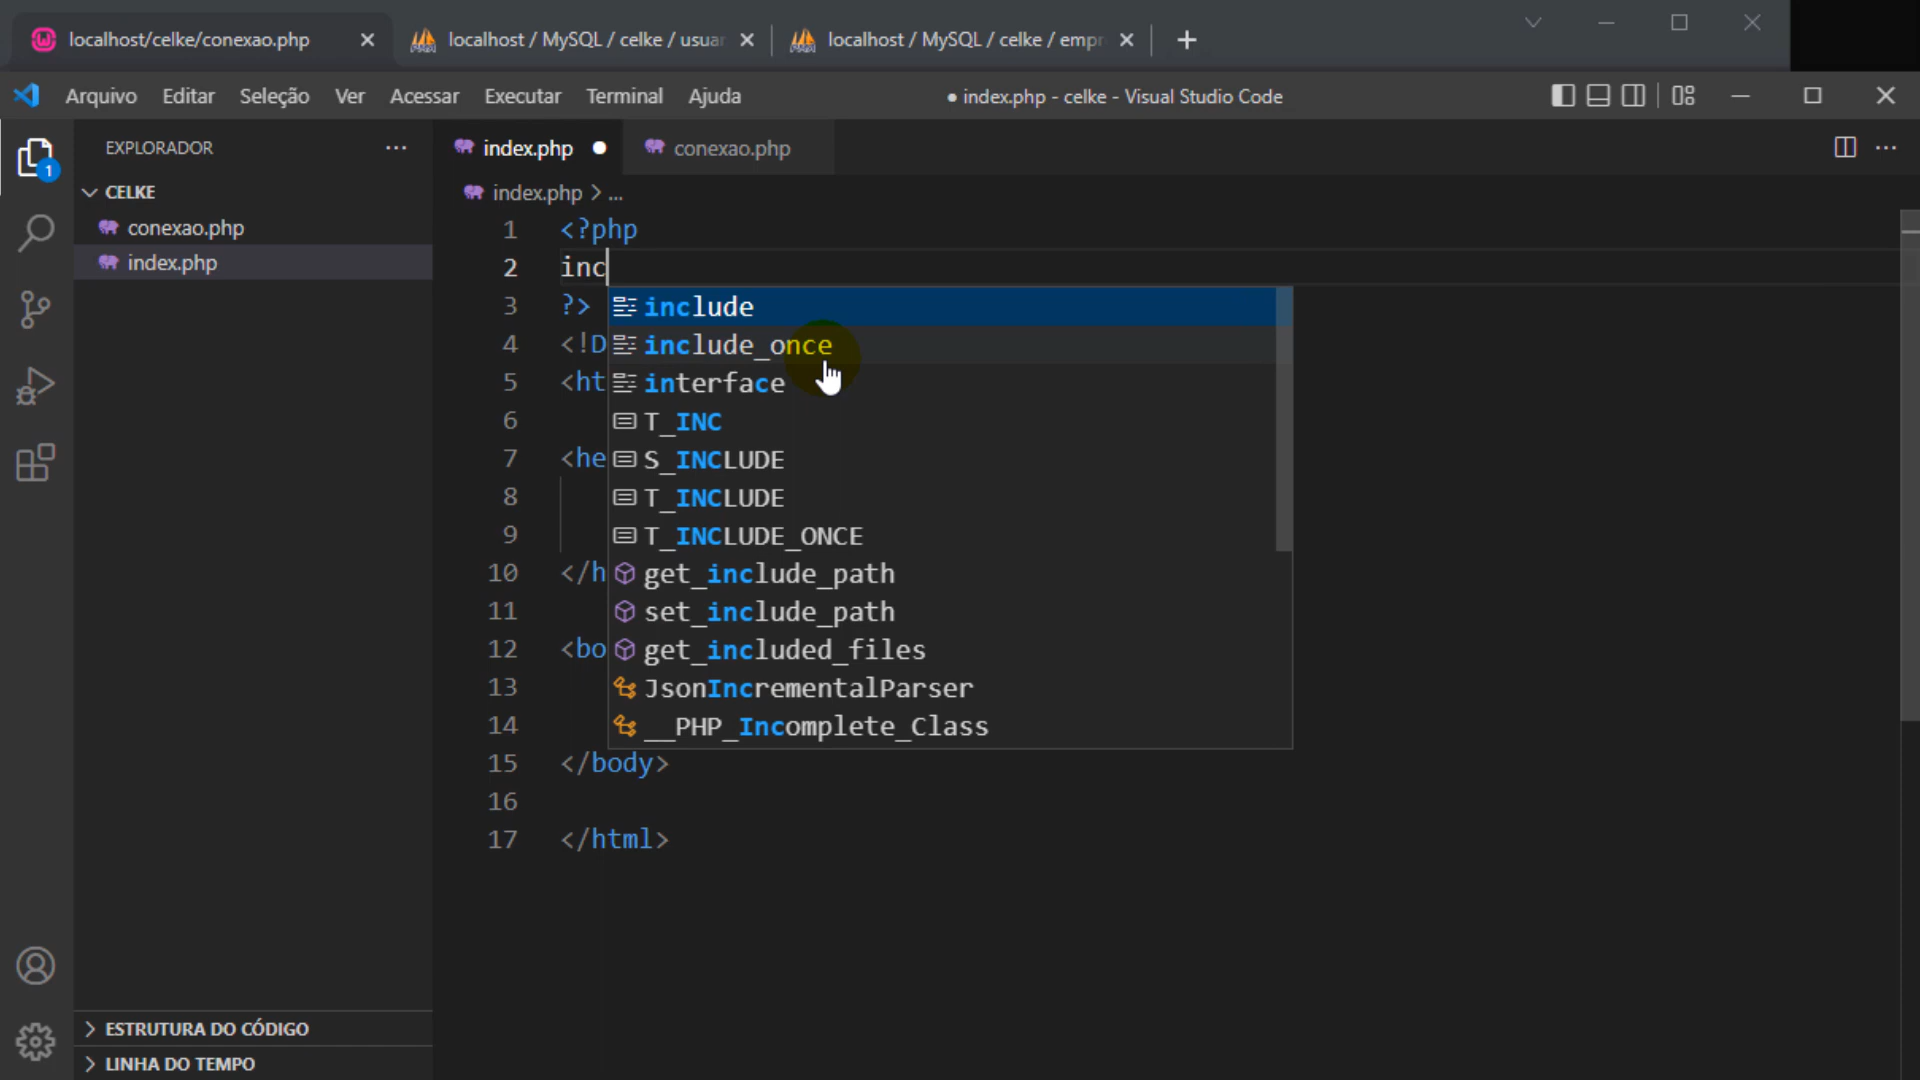 localhost/celke/conexao.php
localhost / MySQL / celke / usuar
localhost / MySQL / celke / empr
Arquivo Editar Seleção Ver Acessar Executar Terminal Ajuda
● index.php - celke - Visual Studio Code
EXPLORADOR
index.php
conexao.php
1
CELKE
conexao.php
index.php
index.php > ...
1 <?php
2 inc
3 ?>
4 <!D
5 <ht
6
7 <he
8
9
10 </h
11
12 <bo
13
14
15 </body>
16
17 </html>
include
include_once
interface
T_INC
S_INCLUDE
T_INCLUDE
T_INCLUDE_ONCE
get_include_path
set_include_path
get_included_files
JsonIncrementalParser
__PHP_Incomplete_Class
ESTRUTURA DO CÓDIGO
LINHA DO TEMPO